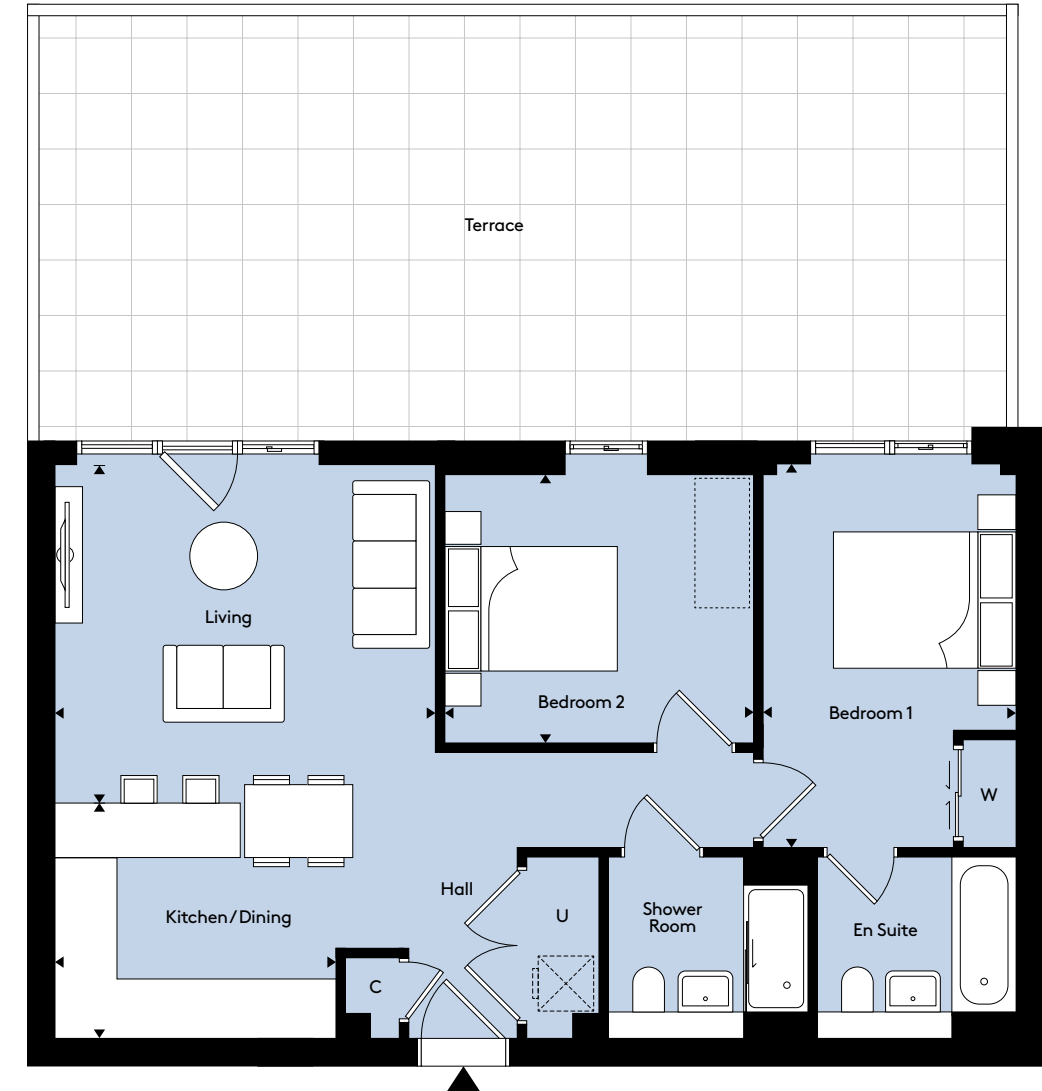 Terrace
Living
Bedroom 2
Bedroom 1
W
Hall
U
Kitchen/Dining
Shower
Room
En Suite
C